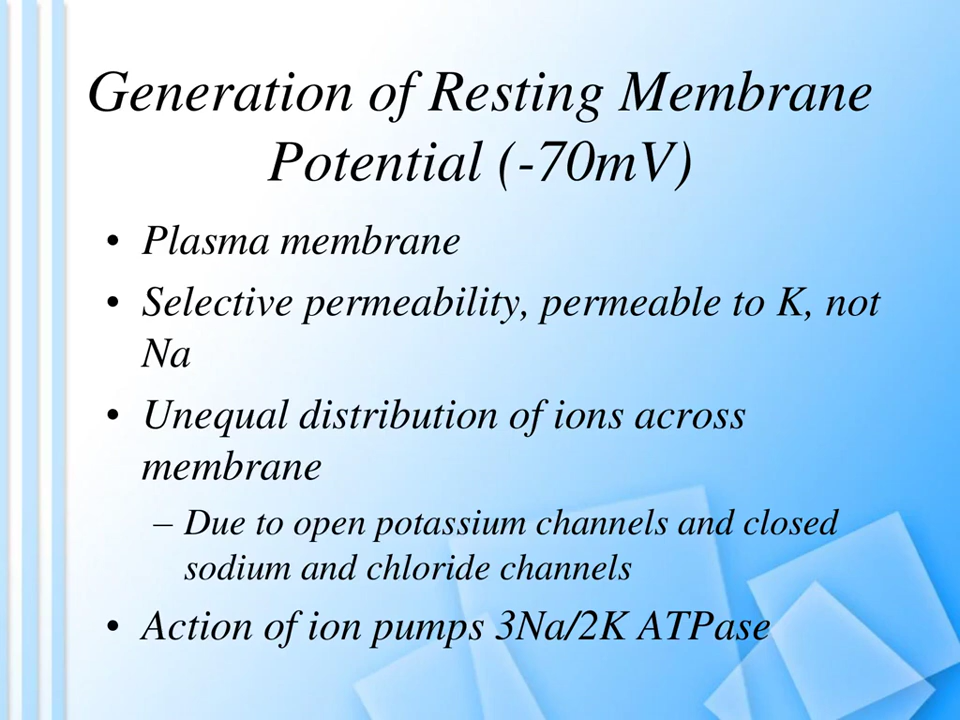 Generation of Resting Membrane
Potential (-70mV)
• Plasma membrane
• Selective permeability, permeable to K, not
Na
• Unequal distribution of ions across
membrane
– Due to open potassium channels and closed
sodium and chloride channels
• Action of ion pumps 3Na/2K ATPase